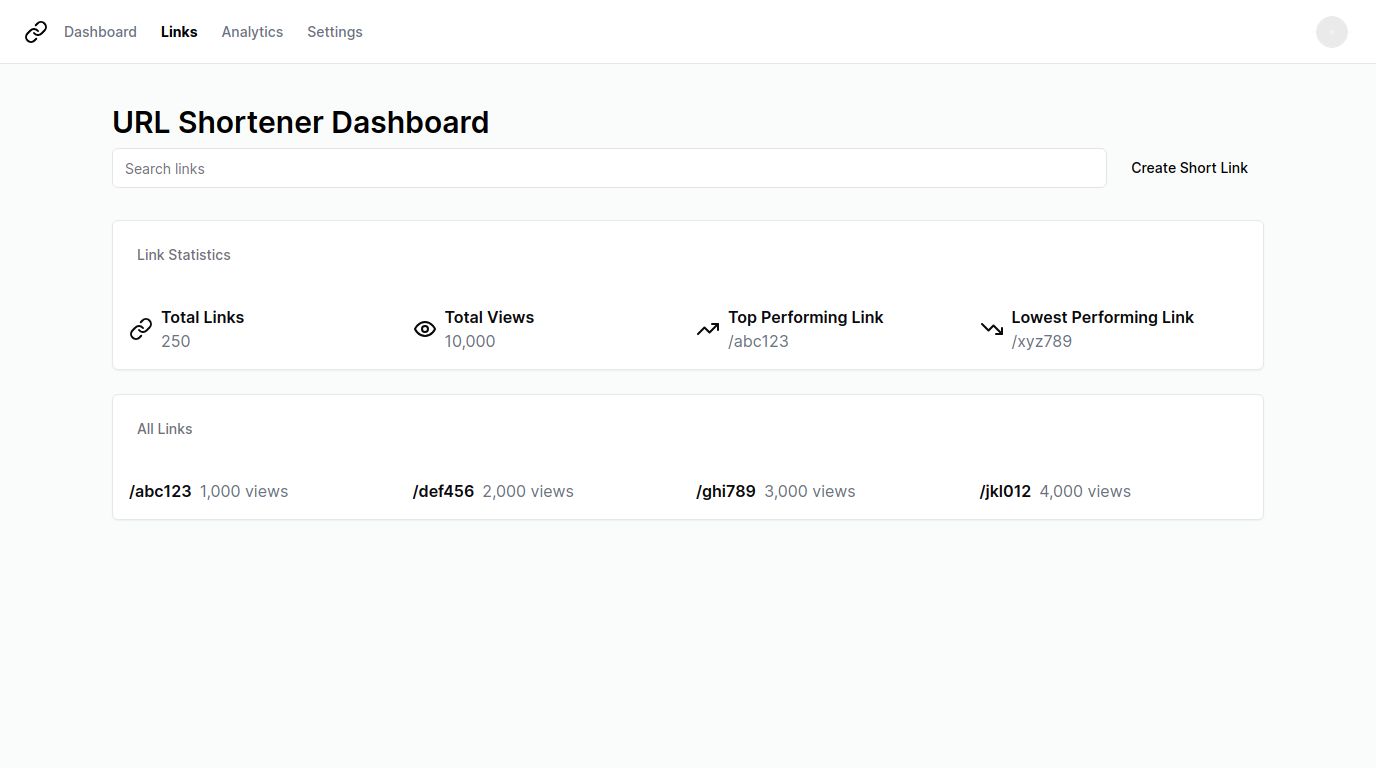 Dashboard Links Analytics Settings
URL Shortener Dashboard
Search links Create Short Link
Link Statistics
Total Links Total Views Top Performing Link Lowest Performing Link
250 10,000 /abc123 /xyz789
All Links
/abc123 1,000 views /def456 2,000 views /ghi789 3,000 views /jkl012 4,000 views